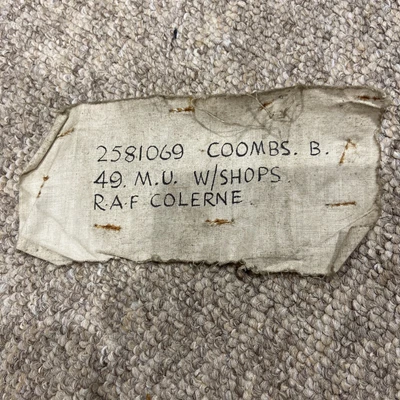 2581069 COOMBS. B.
49. M.U. W/SHOPS.
R.A.F COLERNE.